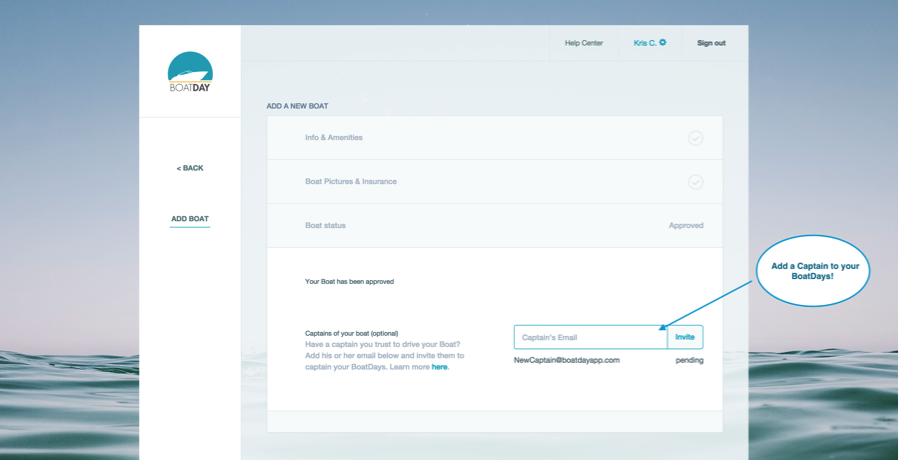 Help Center
Kris C.
Sign out
BOATDAY
ADD A NEW BOAT
Info & Amenities
< BACK
Boat Pictures & Insurance
ADD BOAT
Boat status
Approved
Add a Captain to your
BoatDays!
Your Boat has been approved
Captains of your boat (optional)
Have a captain you trust to drive your Boat?
Add his or her email below and invite them to
captain your BoatDays. Learn more here.
Captain's Email
Invite
NewCaptain@boatdayapp.com
pending